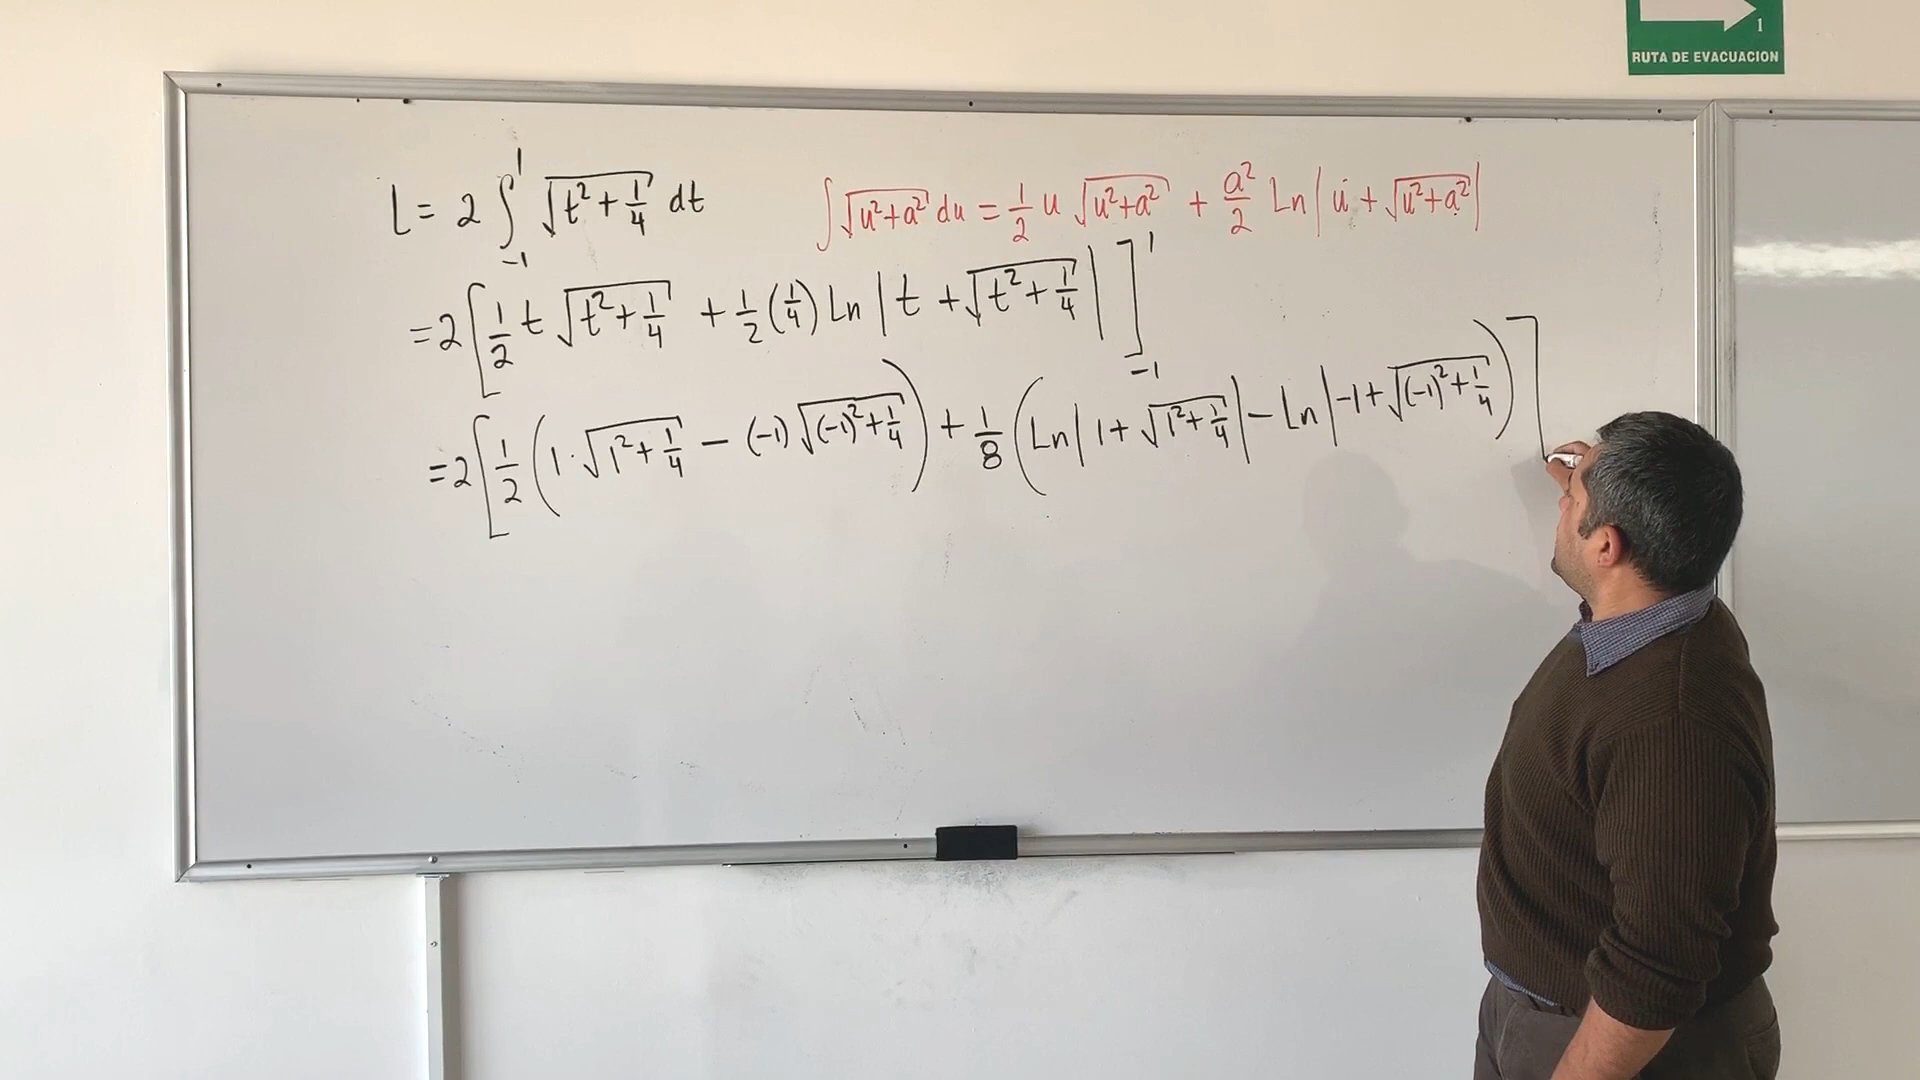 1
RUTA DE EVACUACION
L = 2 ∫₋₁¹ √(t² + 1/4) dt
∫ √(u² + a²) du = 1/2 u √(u² + a²) + a²/2 Ln | u + √(u² + a²) |
= 2 [ 1/2 t √(t² + 1/4) + 1/2 (1/4) Ln | t + √(t² + 1/4) | ]₋₁¹
= 2 [ 1/2 ( 1 · √(1² + 1/4) − (-1) √((-1)² + 1/4) ) + 1/8 ( Ln | 1 + √(1² + 1/4) | − Ln | -1 + √((-1)² + 1/4) ) ]